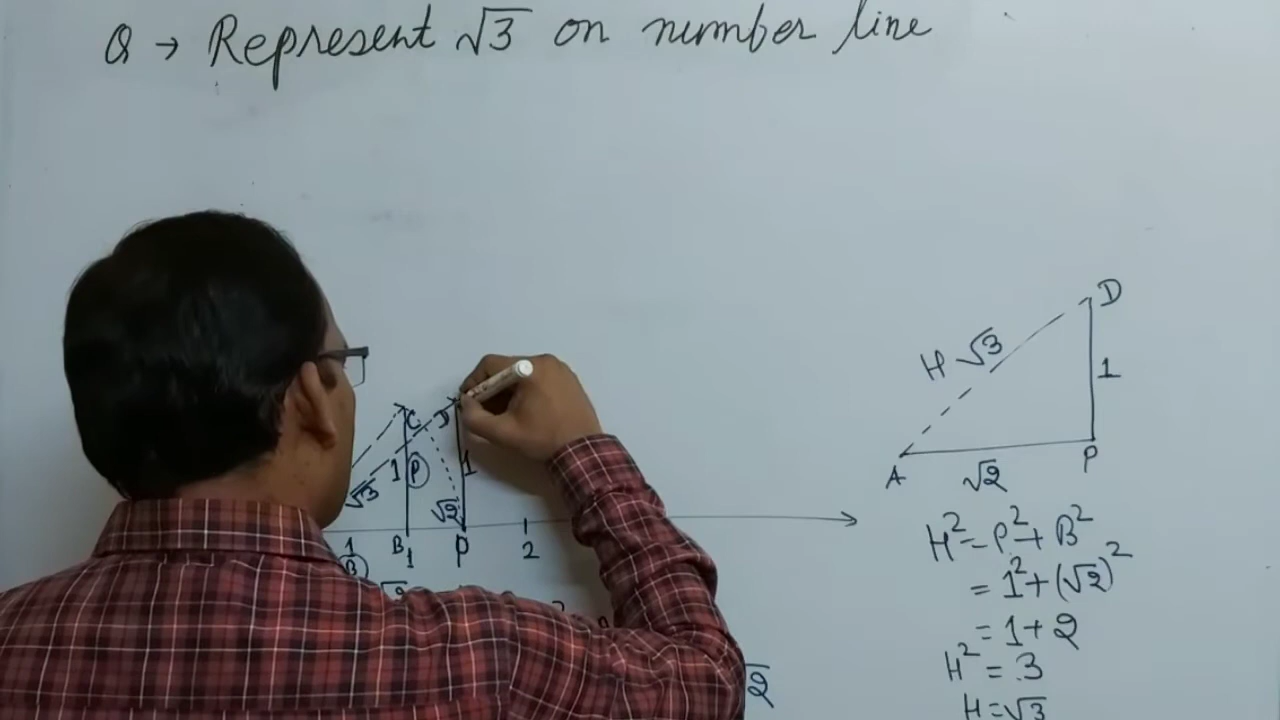 Q → Represent √3 on number line
D
H √3
1
A √2 P
C D
1 P 1
√3 √2
1 B 1 P 2
B
H² = P² + B²
= 1² + (√2)²
= 1 + 2
H² = 3
H = √3